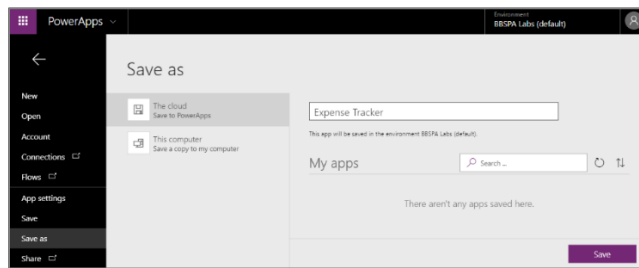 PowerApps
Environment
BBSPA Labs (default)
Save as
New
Open
Account
Connections
Flows
App settings
Save
Save as
Share
The cloud
Save to PowerApps
This computer
Save a copy to my computer
Expense Tracker
This app will be saved in the environment BBSPA Labs (default).
My apps
Search ...
There aren't any apps saved here.
Save